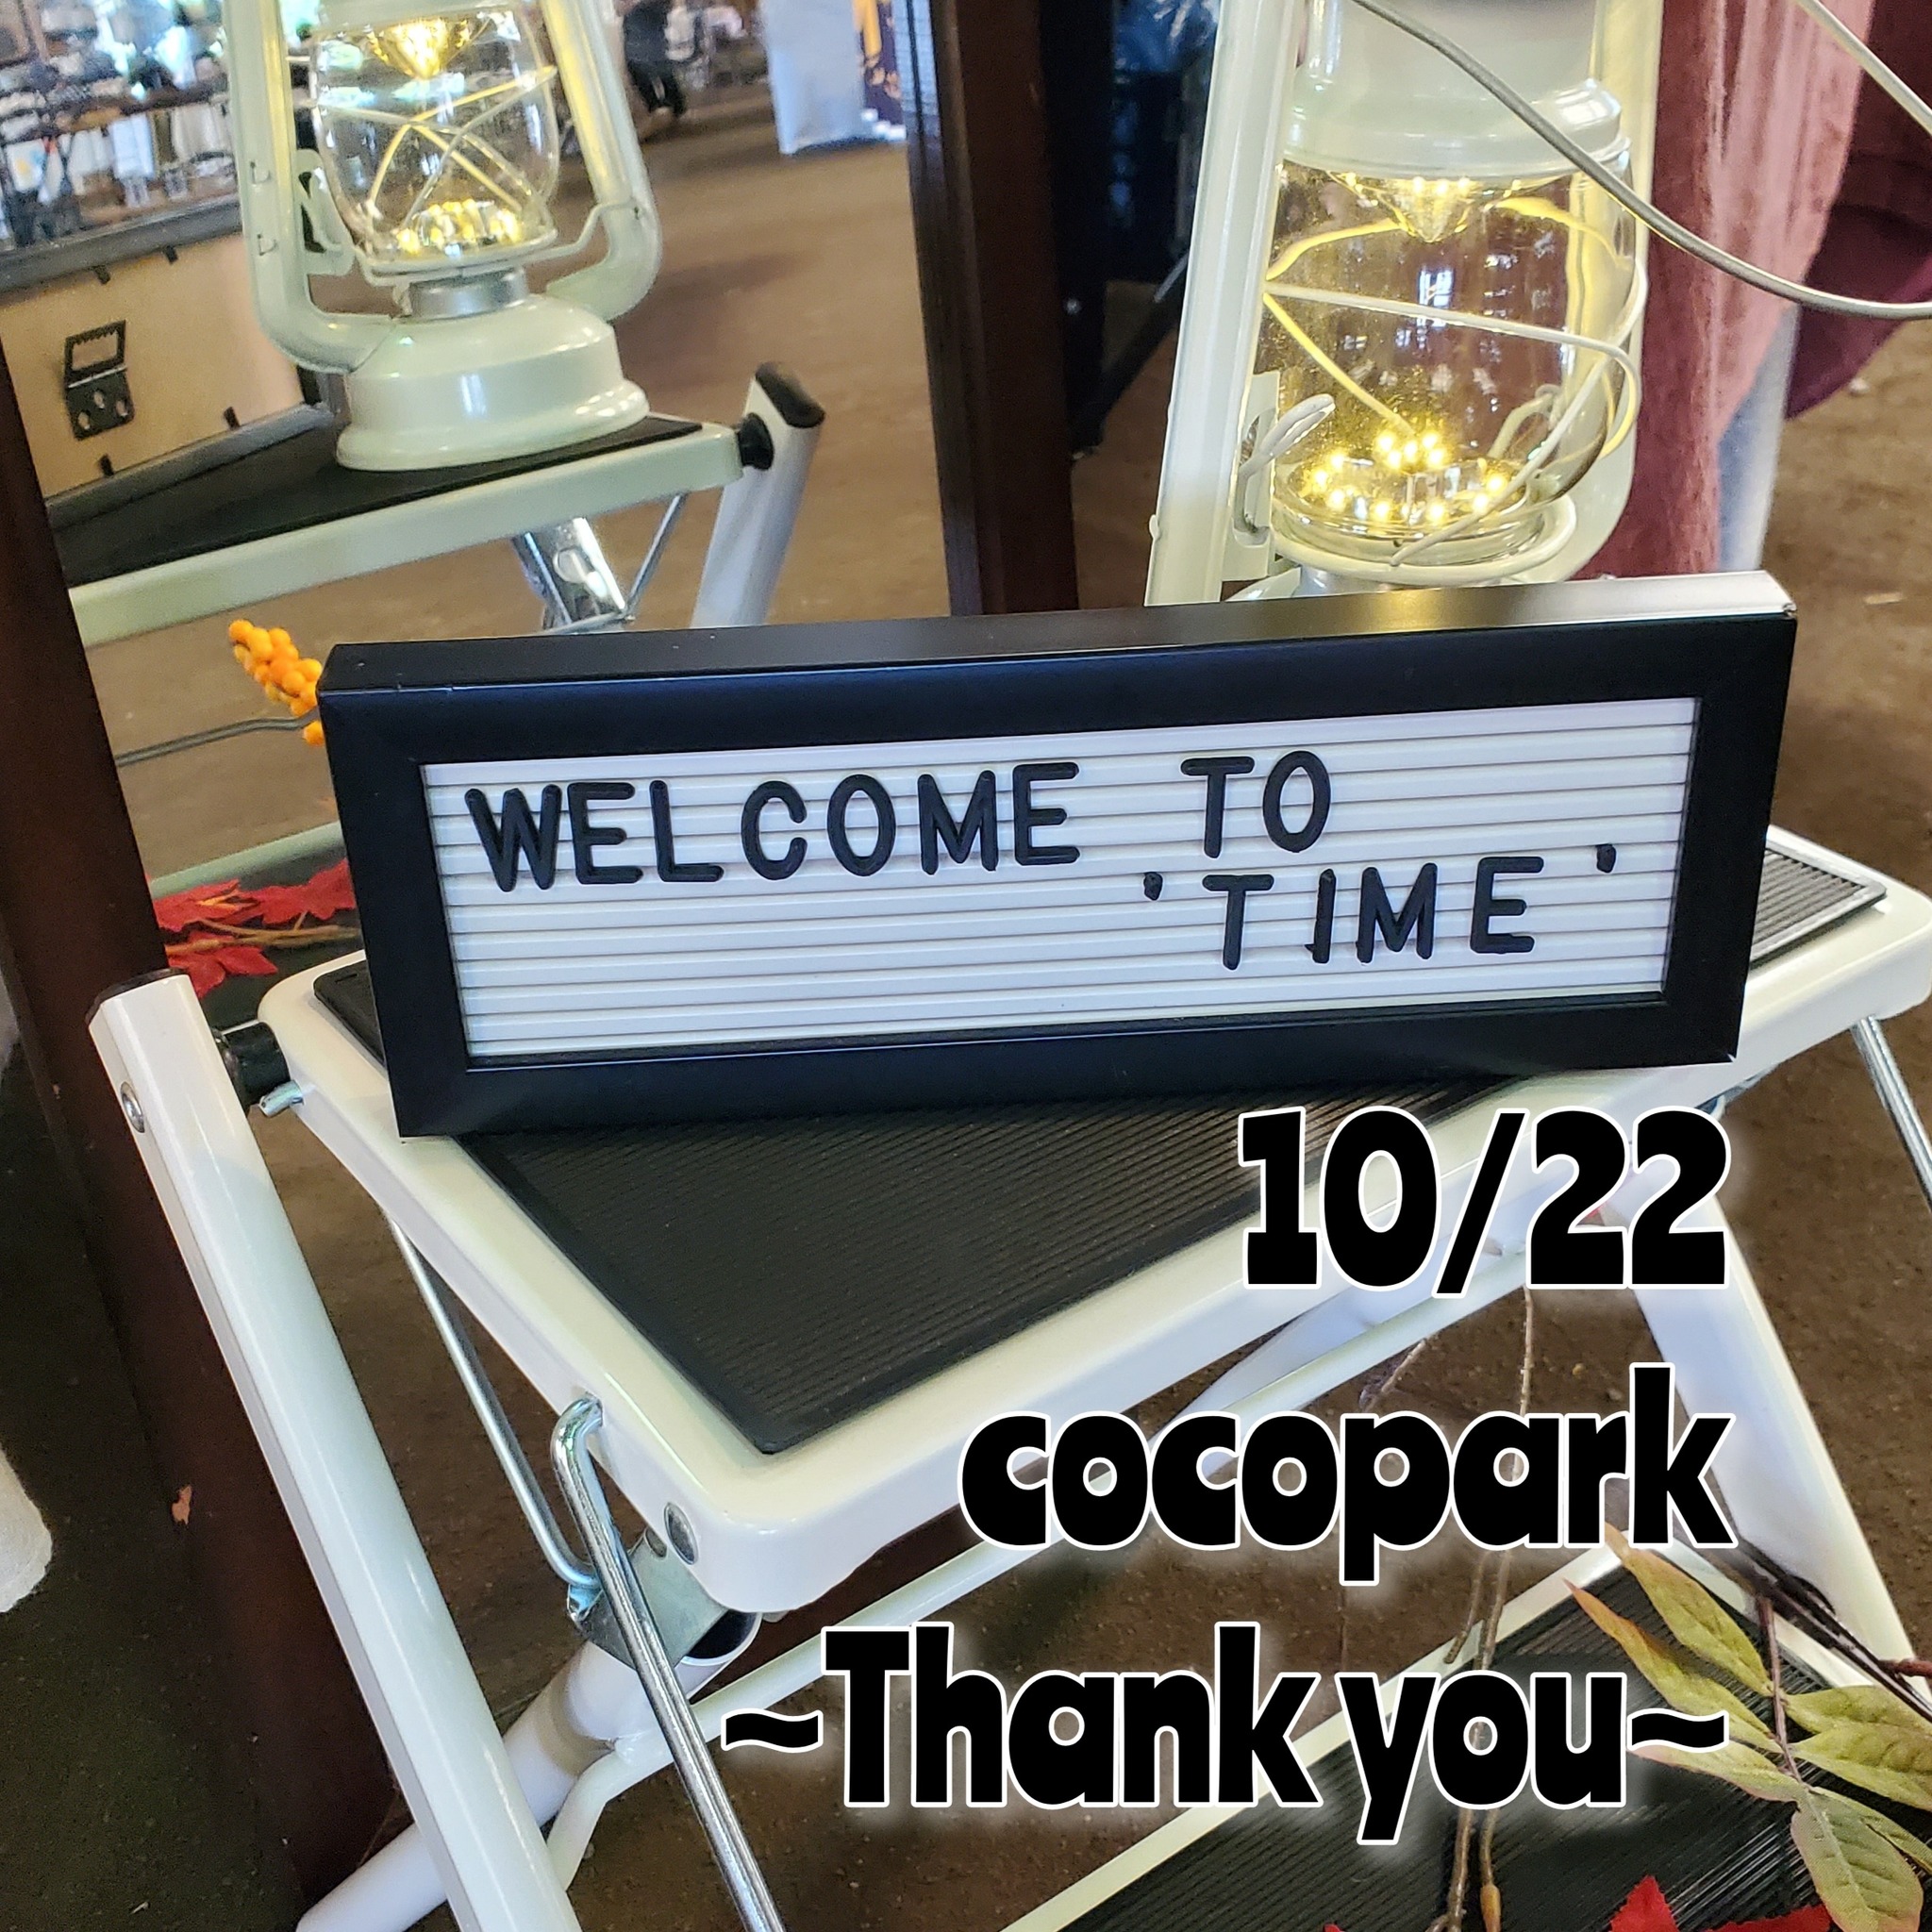 WELCOME TO
'TIME'
10/22
cocopark
~Thank you~